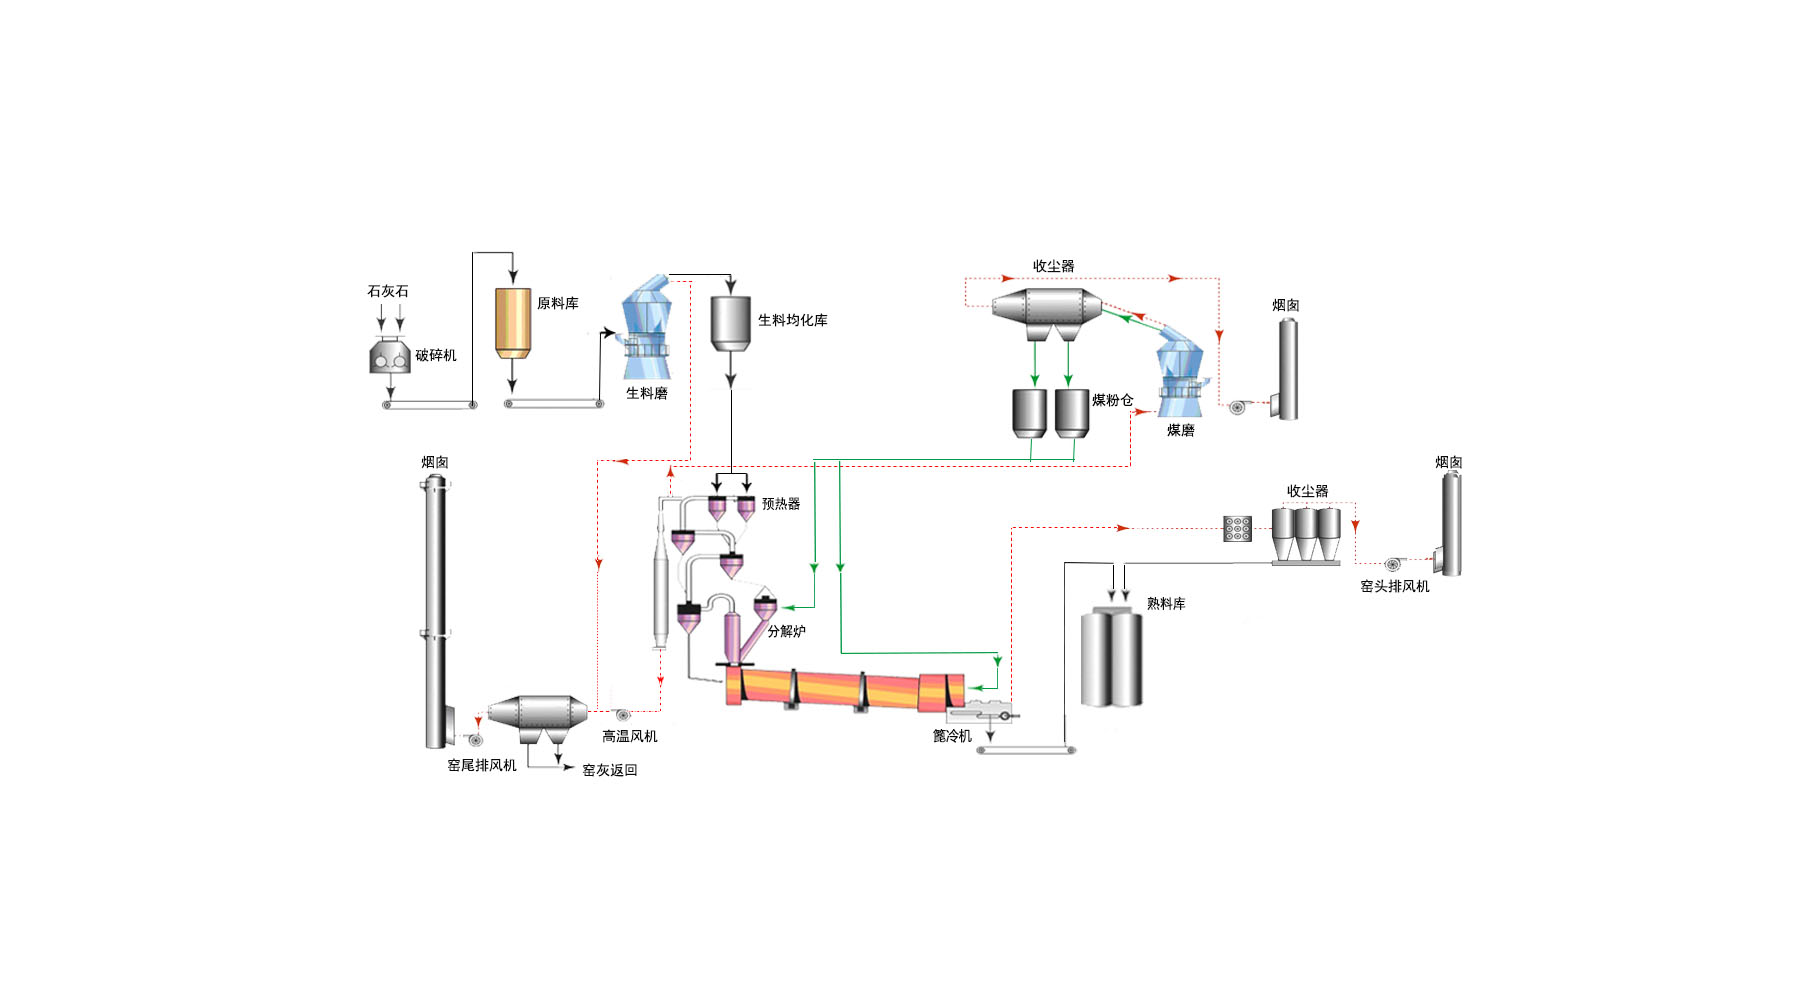 收尘器
石灰石
原料库
烟囱
生料均化库
破碎机
生料磨
煤粉仓
煤磨
烟囱
烟囱
收尘器
预热器
窑头排风机
熟料库
分解炉
高温风机
篦冷机
窑尾排风机
窑灰返回